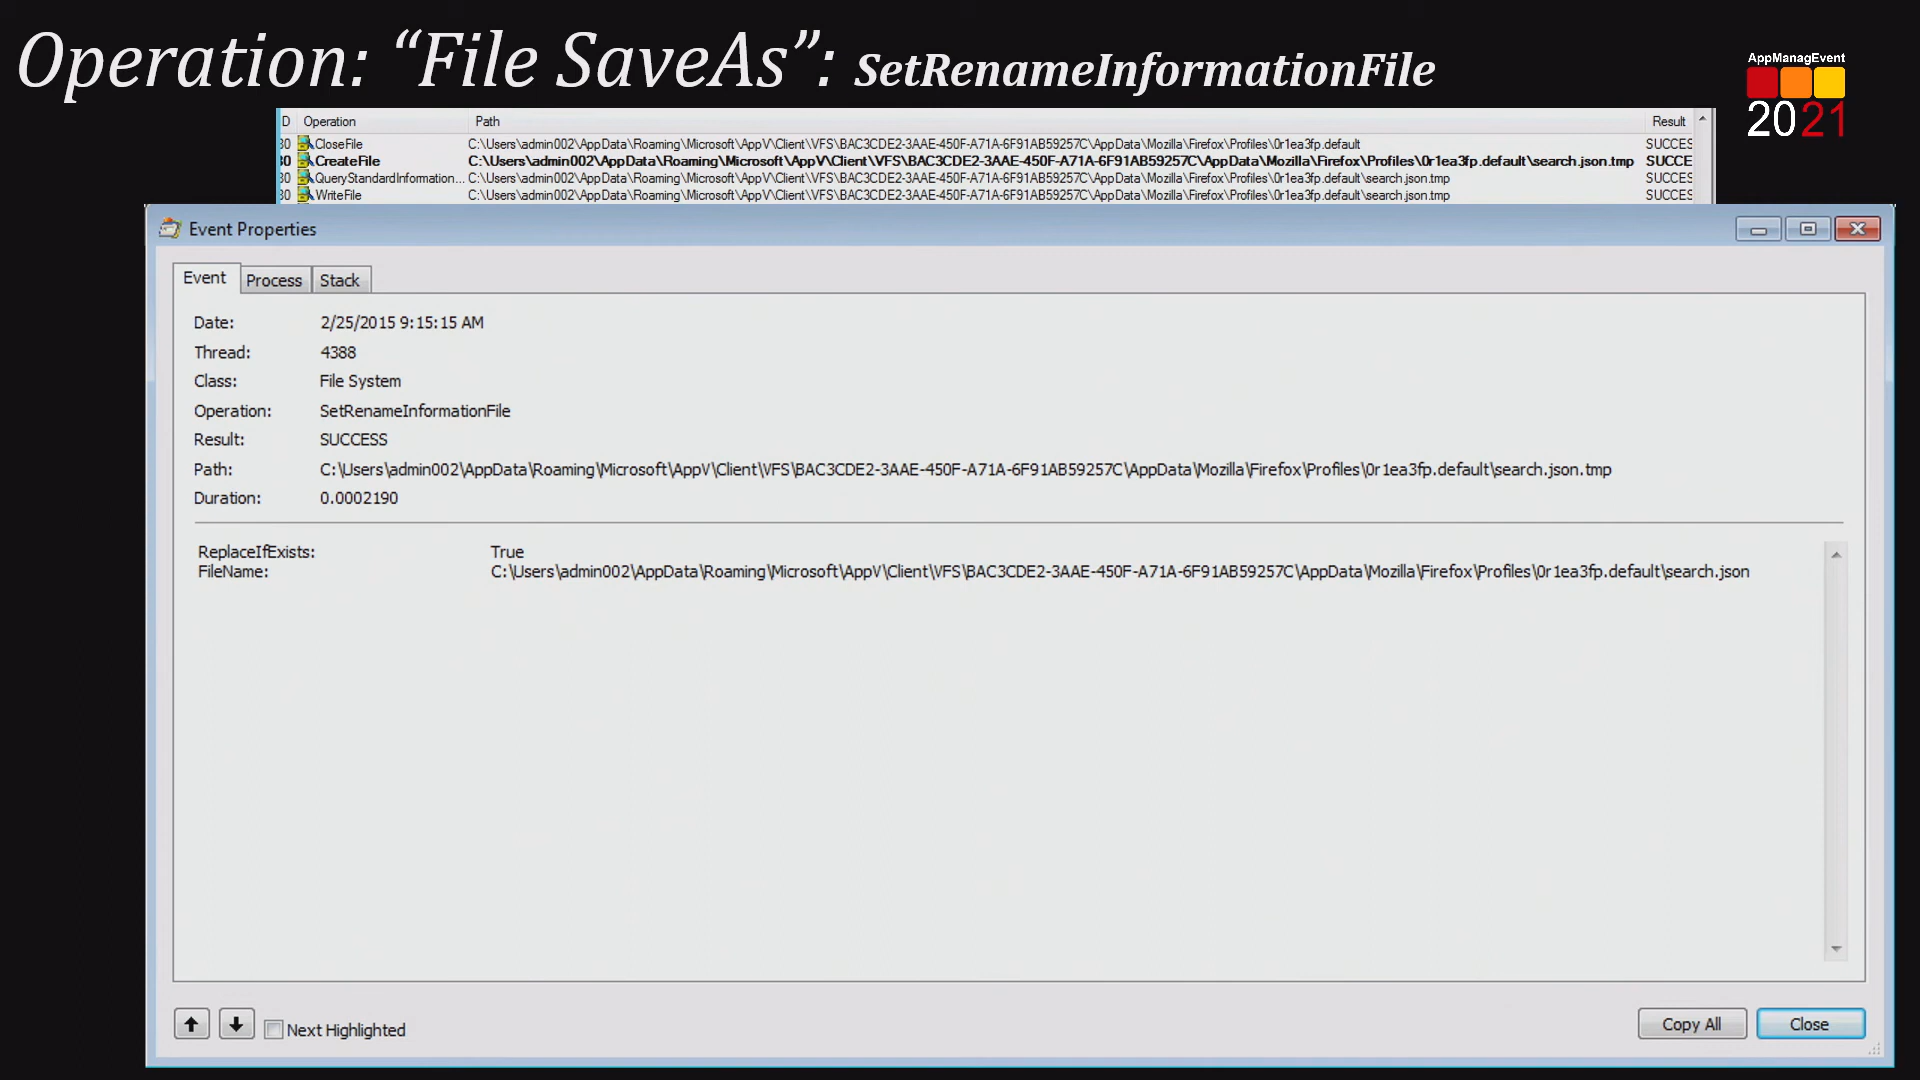 Operation: “File SaveAs”: SetRenameInformationFile
AppManagEvent
2021
D Operation Path Result
30 CloseFile C:\Users\admin002\AppData\Roaming\Microsoft\AppV\Client\VFS\BAC3CDE2-3AAE-450F-A71A-6F91AB59257C\AppData\Mozilla\Firefox\Profiles\0r1ea3fp.default SUCCES
30 CreateFile C:\Users\admin002\AppData\Roaming\Microsoft\AppV\Client\VFS\BAC3CDE2-3AAE-450F-A71A-6F91AB59257C\AppData\Mozilla\Firefox\Profiles\0r1ea3fp.default\search.json.tmp SUCCE
30 QueryStandardInformation... C:\Users\admin002\AppData\Roaming\Microsoft\AppV\Client\VFS\BAC3CDE2-3AAE-450F-A71A-6F91AB59257C\AppData\Mozilla\Firefox\Profiles\0r1ea3fp.default\search.json.tmp SUCCES
30 WriteFile C:\Users\admin002\AppData\Roaming\Microsoft\AppV\Client\VFS\BAC3CDE2-3AAE-450F-A71A-6F91AB59257C\AppData\Mozilla\Firefox\Profiles\0r1ea3fp.default\search.json.tmp SUCCES
Event Properties
Event Process Stack
Date: 2/25/2015 9:15:15 AM
Thread: 4388
Class: File System
Operation: SetRenameInformationFile
Result: SUCCESS
Path: C:\Users\admin002\AppData\Roaming\Microsoft\AppV\Client\VFS\BAC3CDE2-3AAE-450F-A71A-6F91AB59257C\AppData\Mozilla\Firefox\Profiles\0r1ea3fp.default\search.json.tmp
Duration: 0.0002190
ReplaceIfExists: True
FileName: C:\Users\admin002\AppData\Roaming\Microsoft\AppV\Client\VFS\BAC3CDE2-3AAE-450F-A71A-6F91AB59257C\AppData\Mozilla\Firefox\Profiles\0r1ea3fp.default\search.json
Next Highlighted Copy All Close